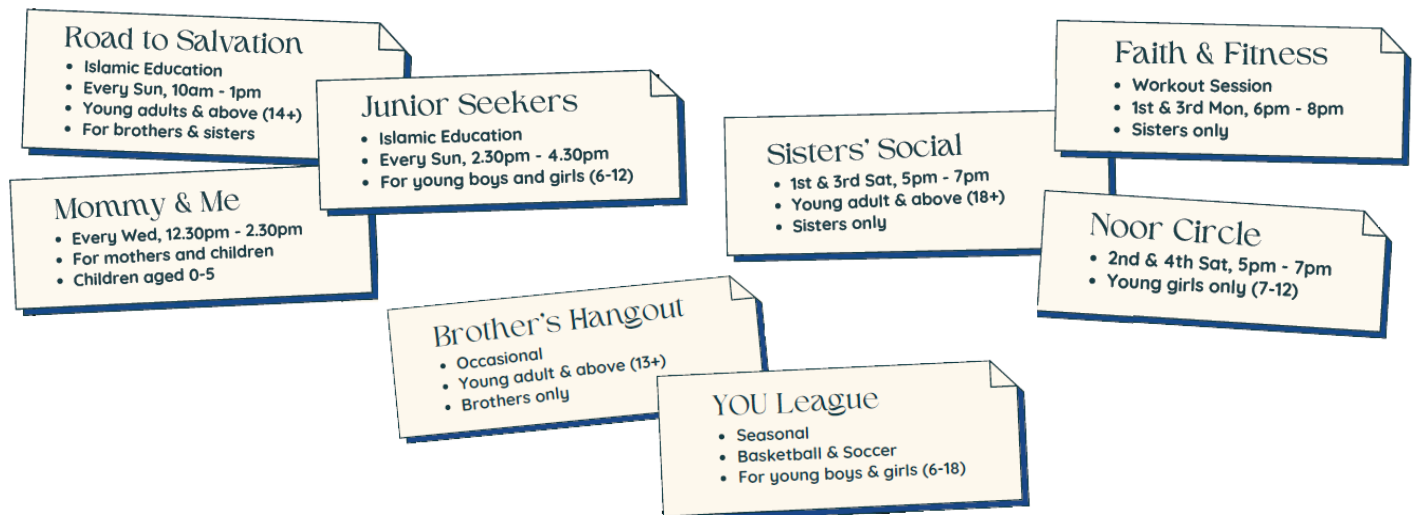 Road to Salvation
• Islamic Education
• Every Sun, 10am - 1pm
• Young adults & above (14+)
• For brothers & sisters
Junior Seekers
• Islamic Education
• Every Sun, 2.30pm - 4.30pm
• For young boys and girls (6-12)
Mommy & Me
• Every Wed, 12.30pm - 2.30pm
• For mothers and children
• Children aged 0-5
Sisters' Social
• 1st & 3rd Sat, 5pm - 7pm
• Young adult & above (18+)
• Sisters only
Faith & Fitness
• Workout Session
• 1st & 3rd Mon, 6pm - 8pm
• Sisters only
Noor Circle
• 2nd & 4th Sat, 5pm - 7pm
• Young girls only (7-12)
Brother's Hangout
• Occasional
• Young adult & above (13+)
• Brothers only
YOU League
• Seasonal
• Basketball & Soccer
• For young boys & girls (6-18)